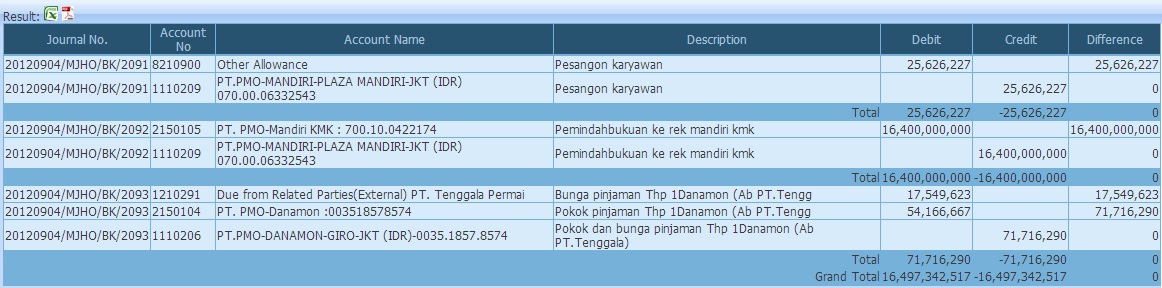 Result:
Journal No. Account No Account Name Description Debit Credit Difference
20120904/MJHO/BK/2091 8210900 Other Allowance Pesangon karyawan 25,626,227 25,626,227
20120904/MJHO/BK/2091 1110209 PT.PMO-MANDIRI-PLAZA MANDIRI-JKT (IDR) 070.00.06332543 Pesangon karyawan 25,626,227 0
Total 25,626,227 -25,626,227 0
20120904/MJHO/BK/2092 2150105 PT. PMO-Mandiri KMK : 700.10.0422174 Pemindahbukuan ke rek mandiri kmk 16,400,000,000 16,400,000,000
20120904/MJHO/BK/2092 1110209 PT.PMO-MANDIRI-PLAZA MANDIRI-JKT (IDR) 070.00.06332543 Pemindahbukuan ke rek mandiri kmk 16,400,000,000 0
Total 16,400,000,000 -16,400,000,000 0
20120904/MJHO/BK/2093 1210291 Due from Related Parties(External) PT. Tenggala Permai Bunga pinjaman Thp 1Danamon (Ab PT.Tengg 17,549,623 17,549,623
20120904/MJHO/BK/2093 2150104 PT. PMO-Danamon :003518578574 Pokok pinjaman Thp 1Danamon (Ab PT.Tengg 54,166,667 71,716,290
20120904/MJHO/BK/2093 1110206 PT.PMO-DANAMON-GIRO-JKT (IDR)-0035.1857.8574 Pokok dan bunga pinjaman Thp 1Danamon (Ab PT.Tenggala) 71,716,290 0
Total 71,716,290 -71,716,290 0
Grand Total 16,497,342,517 -16,497,342,517 0